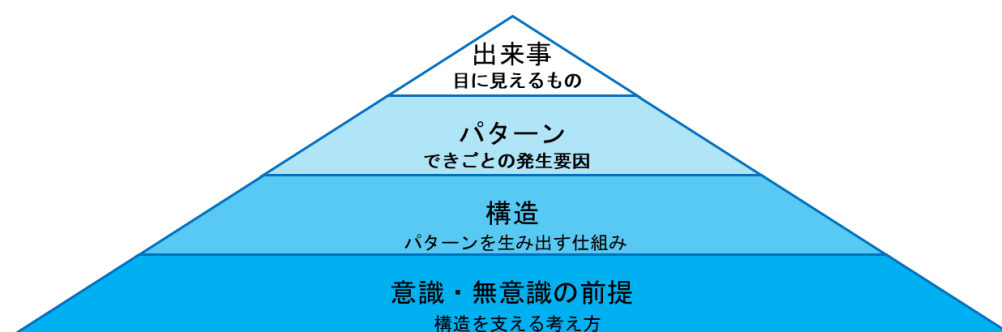 出来事
目に見えるもの
パターン
できごとの発生要因
構造
パターンを生み出す仕組み
意識・無意識の前提
構造を支える考え方